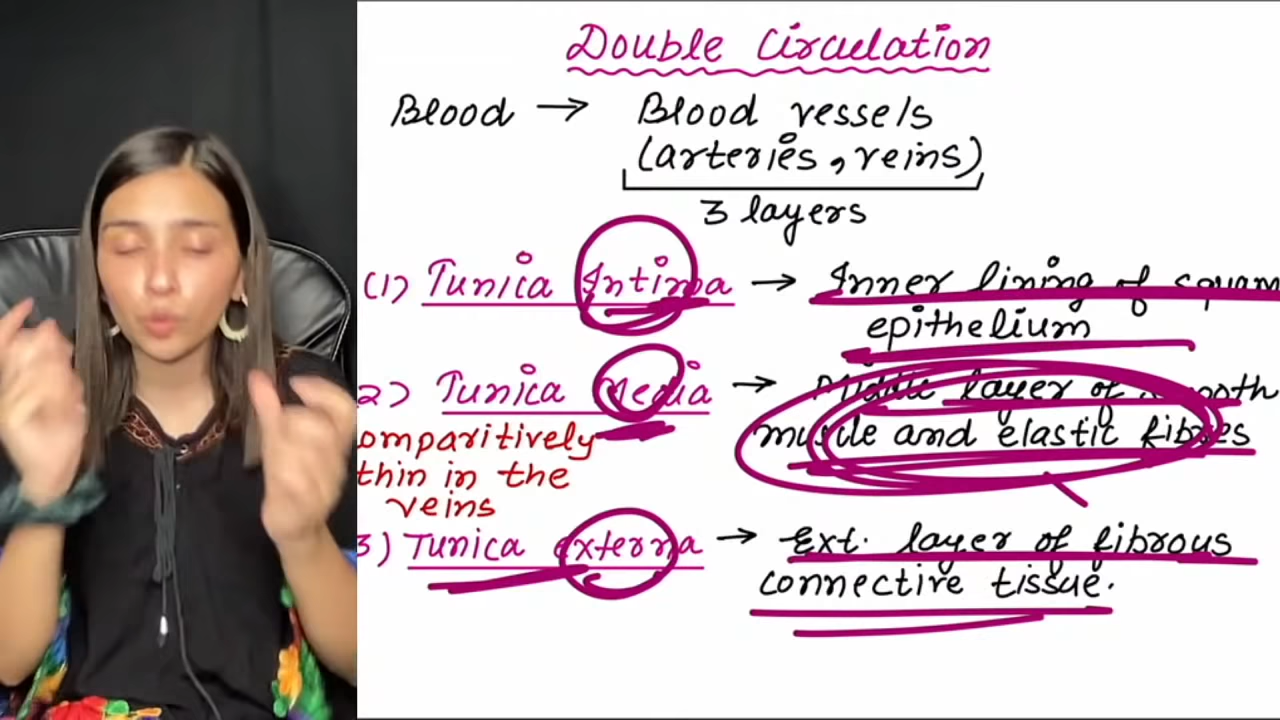 Double Circulation
Blood → Blood vessels
(arteries, veins)
3 layers
(1) Tunica Intima → Inner lining of squam
epithelium
2) Tunica Media → Middle layer of smooth
muscle and elastic fibres
omparitively
thin in the
veins
3) Tunica externa → Ext. layer of fibrous
connective tissue.